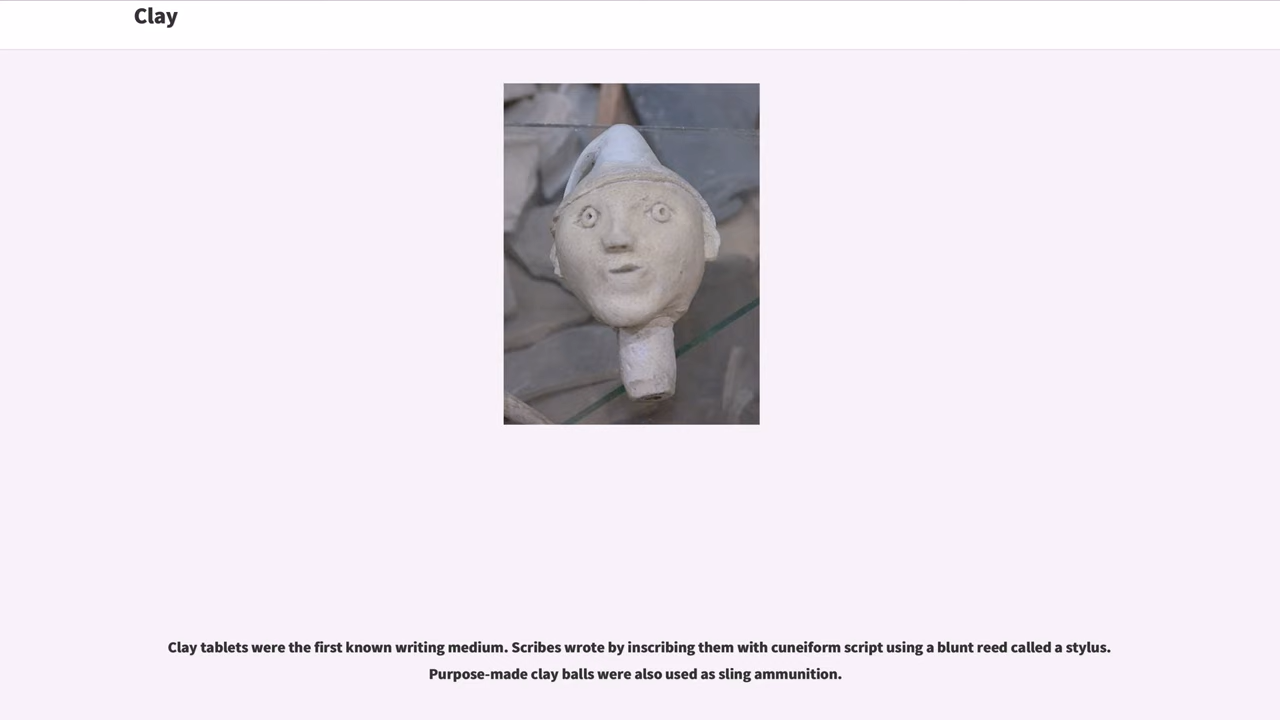 Clay
Clay tablets were the first known writing medium. Scribes wrote by inscribing them with cuneiform script using a blunt reed called a stylus.
Purpose-made clay balls were also used as sling ammunition.